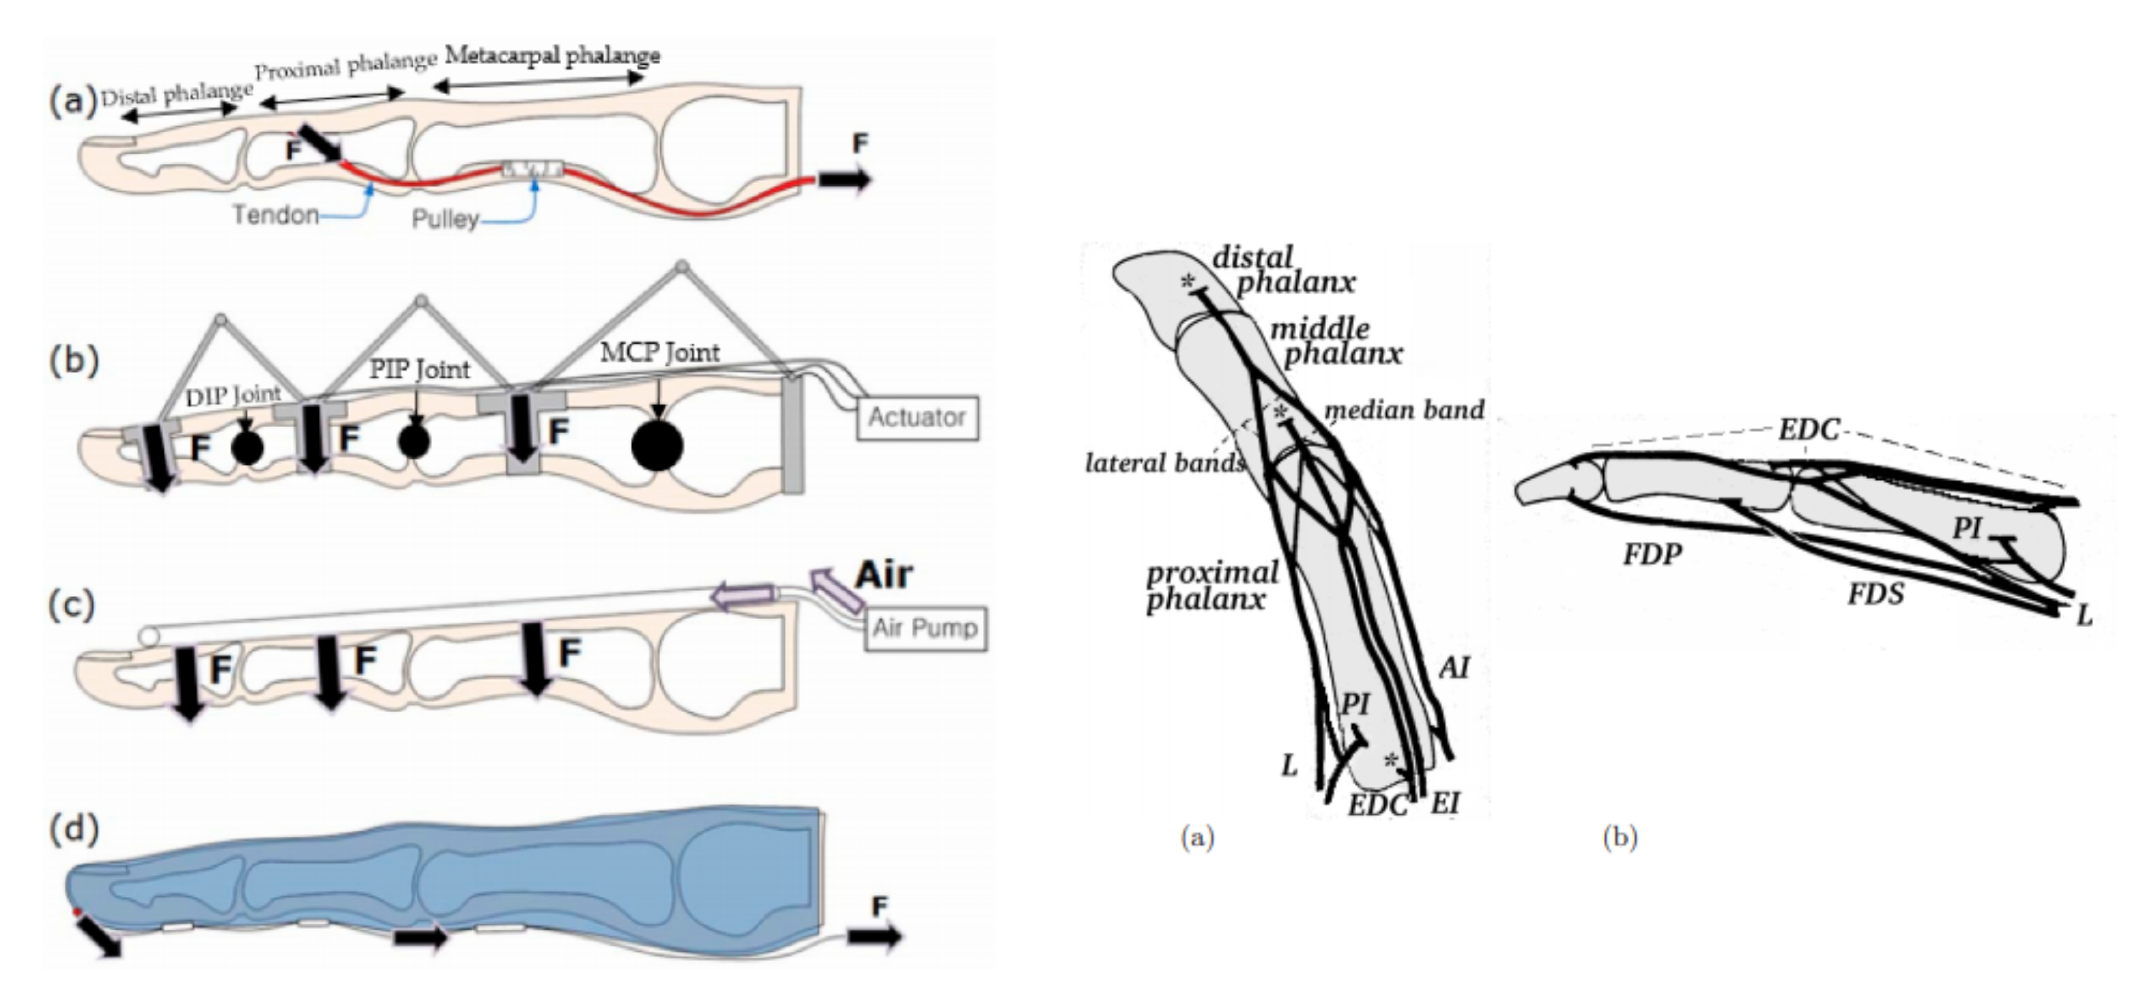 (a)
Distal phalange
Proximal phalange
Metacarpal phalange
F
F
Tendon
Pulley
(b)
DIP Joint
PIP Joint
MCP Joint
F
F
F
Actuator
(c)
Air
Air Pump
F
F
F
(d)
F
distal
phalanx
middle
phalanx
*
*
median band
lateral bands
proximal
phalanx
AI
PI
L
*
EDC
EI
(a)
EDC
PI
FDP
FDS
L
(b)